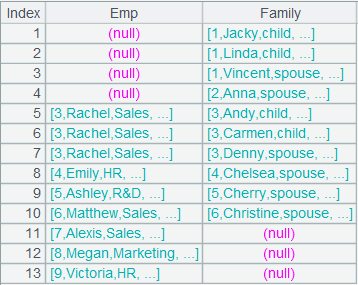 Index Emp Family
1 (null) [1,Jacky,child, ...]
2 (null) [1,Linda,child, ...]
3 (null) [1,Vincent,spouse, ...]
4 (null) [2,Anna,spouse, ...]
5 [3,Rachel,Sales, ...] [3,Andy,child, ...]
6 [3,Rachel,Sales, ...] [3,Carmen,child, ...]
7 [3,Rachel,Sales, ...] [3,Denny,spouse, ...]
8 [4,Emily,HR, ...] [4,Chelsea,spouse, ...]
9 [5,Ashley,R&D, ...] [5,Cherry,spouse, ...]
10 [6,Matthew,Sales, ...] [6,Christine,spouse, ...]
11 [7,Alexis,Sales, ...] (null)
12 [8,Megan,Marketing, ...] (null)
13 [9,Victoria,HR, ...] (null)